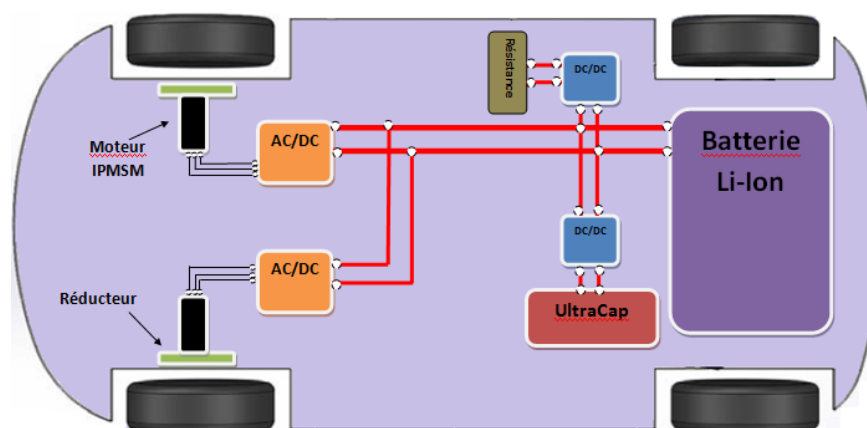 Résistance
DC/DC
Moteur
IPMSM
AC/DC
Batterie
Li-Ion
DC/DC
AC/DC
Réducteur
UltraCap